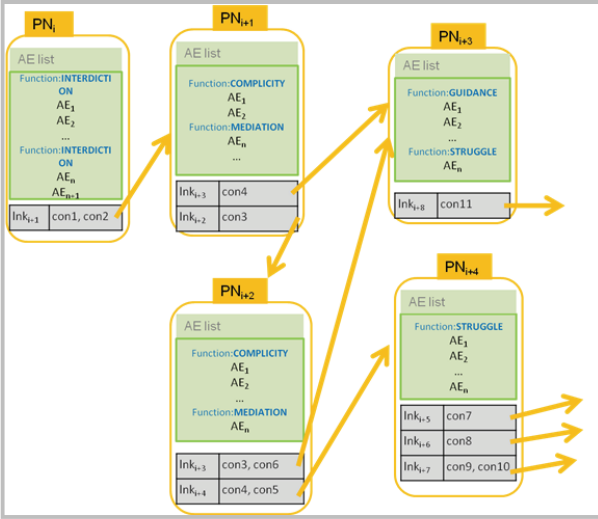 PNi
AE list
Function:INTERDICTI
ON
AE1
AE2
...
Function:INTERDICTI
ON
AEn
AEn+1
lnki+1 con1, con2
PNi+1
AE list
Function:COMPLICITY
AE1
AE2
Function:MEDIATION
AEn
...
lnki+3 con4
lnki+2 con3
PNi+2
AE list
Function:COMPLICITY
AE1
AE2
...
Function:MEDIATION
AEn
lnki+3 con3, con6
lnki+4 con4, con5
PNi+3
AE list
Function:GUIDANCE
AE1
AE2
...
Function:STRUGGLE
AEn
lnki+8 con11
PNi+4
AE list
Function:STRUGGLE
AE1
AE2
...
AEn
lnki+5 con7
lnki+6 con8
lnki+7 con9, con10